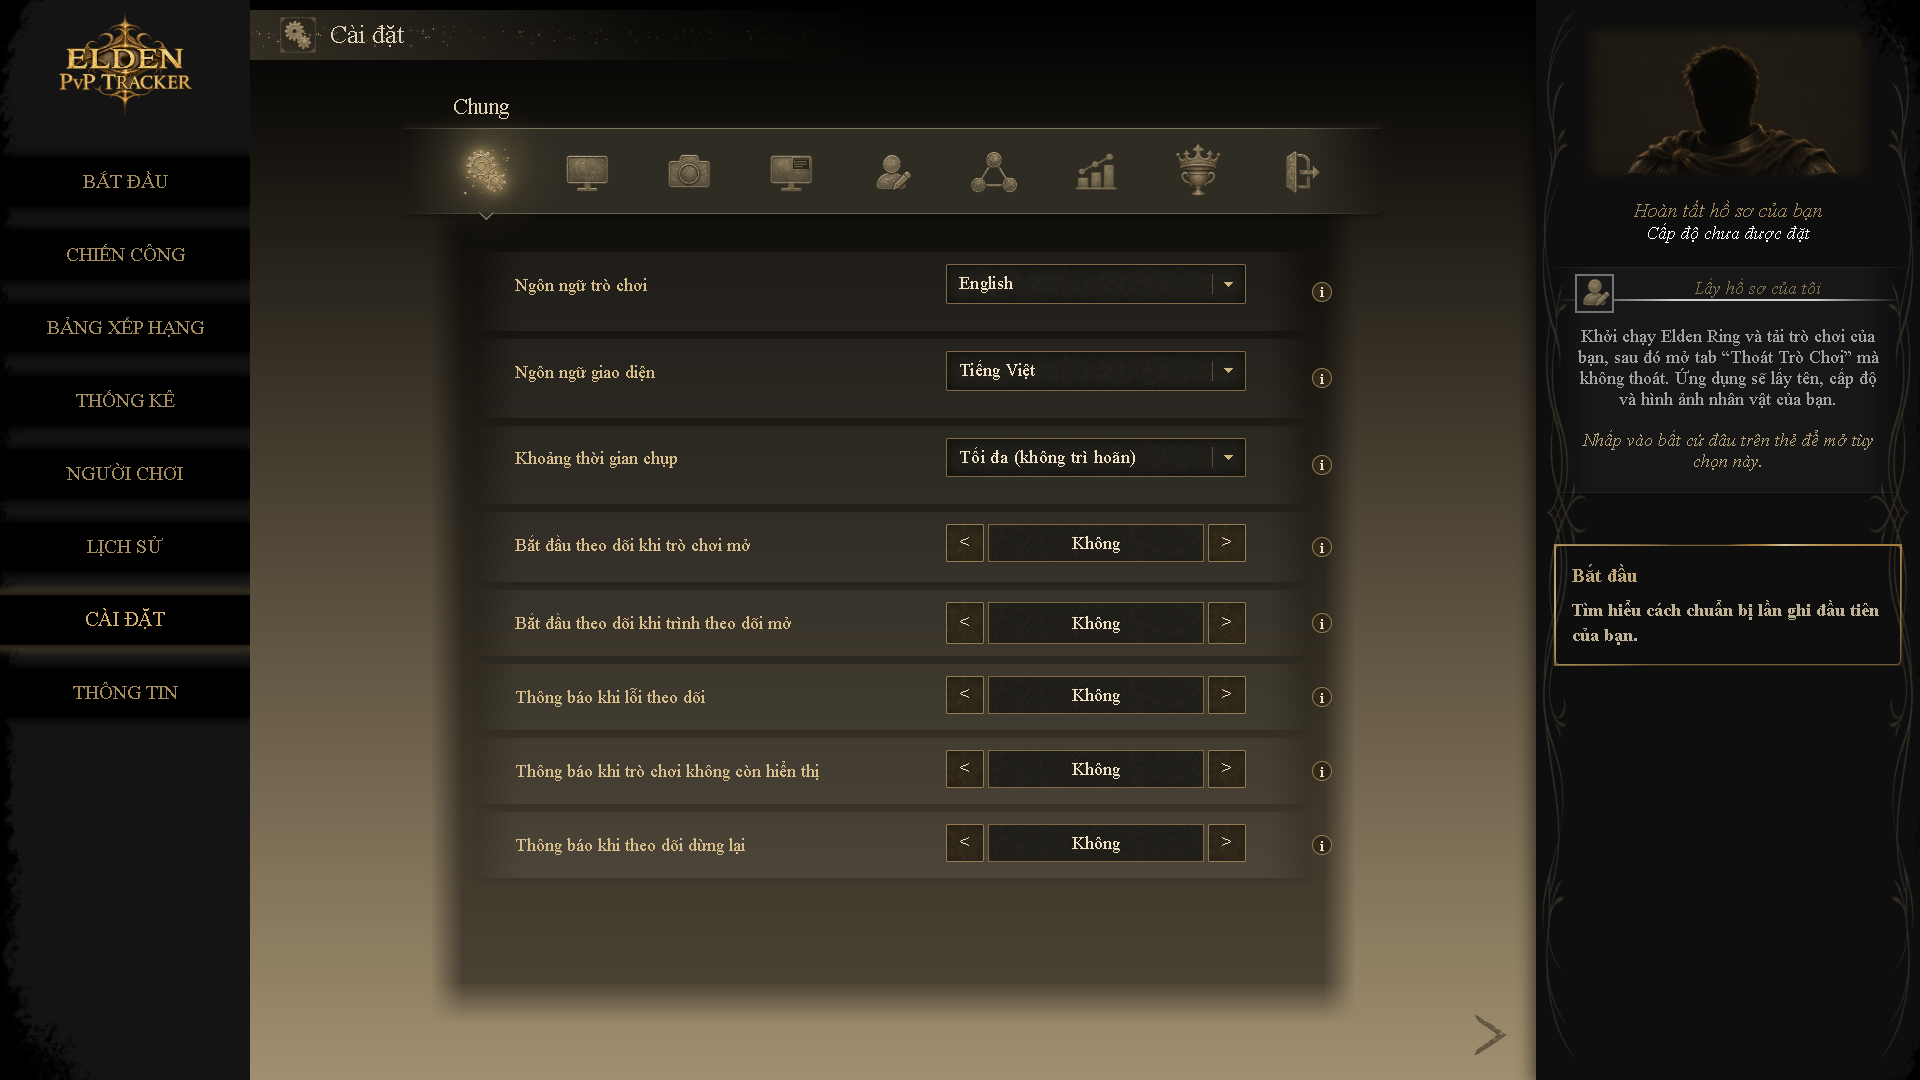 ELDEN
PVP TRACKER
BẮT ĐẦU
CHIẾN CÔNG
BẢNG XẾP HẠNG
THỐNG KÊ
NGƯỜI CHƠI
LỊCH SỬ
CÀI ĐẶT
THÔNG TIN
Cài đặt
Chung
Ngôn ngữ trò chơi
English
Ngôn ngữ giao diện
Tiếng Việt
Khoảng thời gian chụp
Tối đa (không trì hoãn)
Bắt đầu theo dõi khi trò chơi mở
< Không >
Bắt đầu theo dõi khi trình theo dõi mở
< Không >
Thông báo khi lỗi theo dõi
< Không >
Thông báo khi trò chơi không còn hiển thị
< Không >
Thông báo khi theo dõi dừng lại
< Không >
Hoàn tất hồ sơ của bạn
Cấp độ chưa được đặt
Lấy hồ sơ của tôi
Khởi chạy Elden Ring và tải trò chơi của
bạn, sau đó mở tab “Thoát Trò Chơi” mà
không thoát. Ứng dụng sẽ lấy tên, cấp độ
và hình ảnh nhân vật của bạn.
Nhấp vào bất cứ đâu trên thẻ để mở tùy
chọn này.
Bắt đầu
Tìm hiểu cách chuẩn bị lần ghi đầu tiên
của bạn.